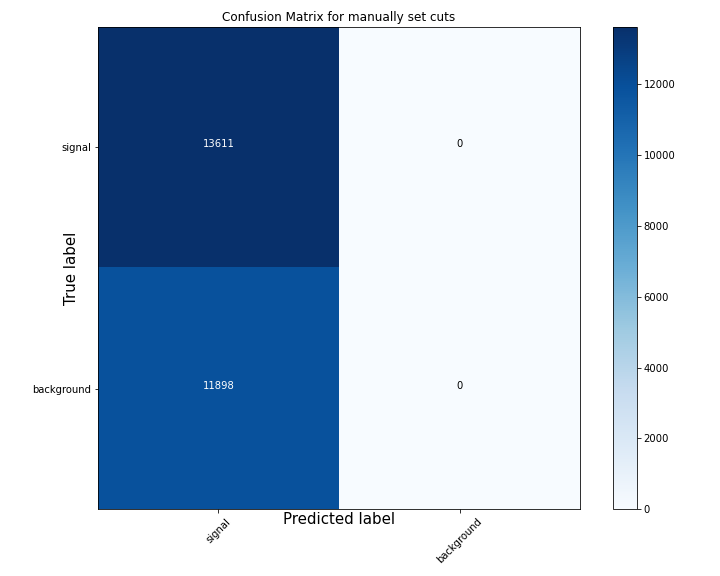 Confusion Matrix for manually set cuts
signal
13611
0
background
11898
0
True label
signal
background
Predicted label
12000
10000
8000
6000
4000
2000
0